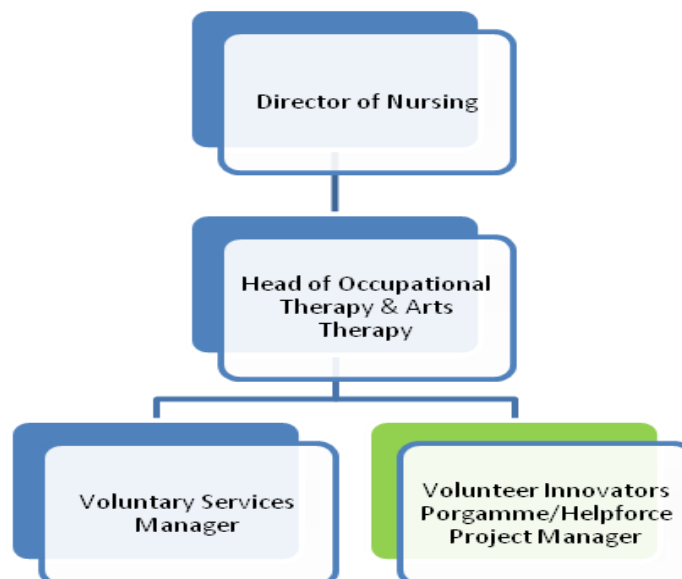 Director of Nursing
Head of Occupational
Therapy & Arts
Therapy
Voluntary Services
Manager
Volunteer Innovators
Porgamme/Helpforce
Project Manager